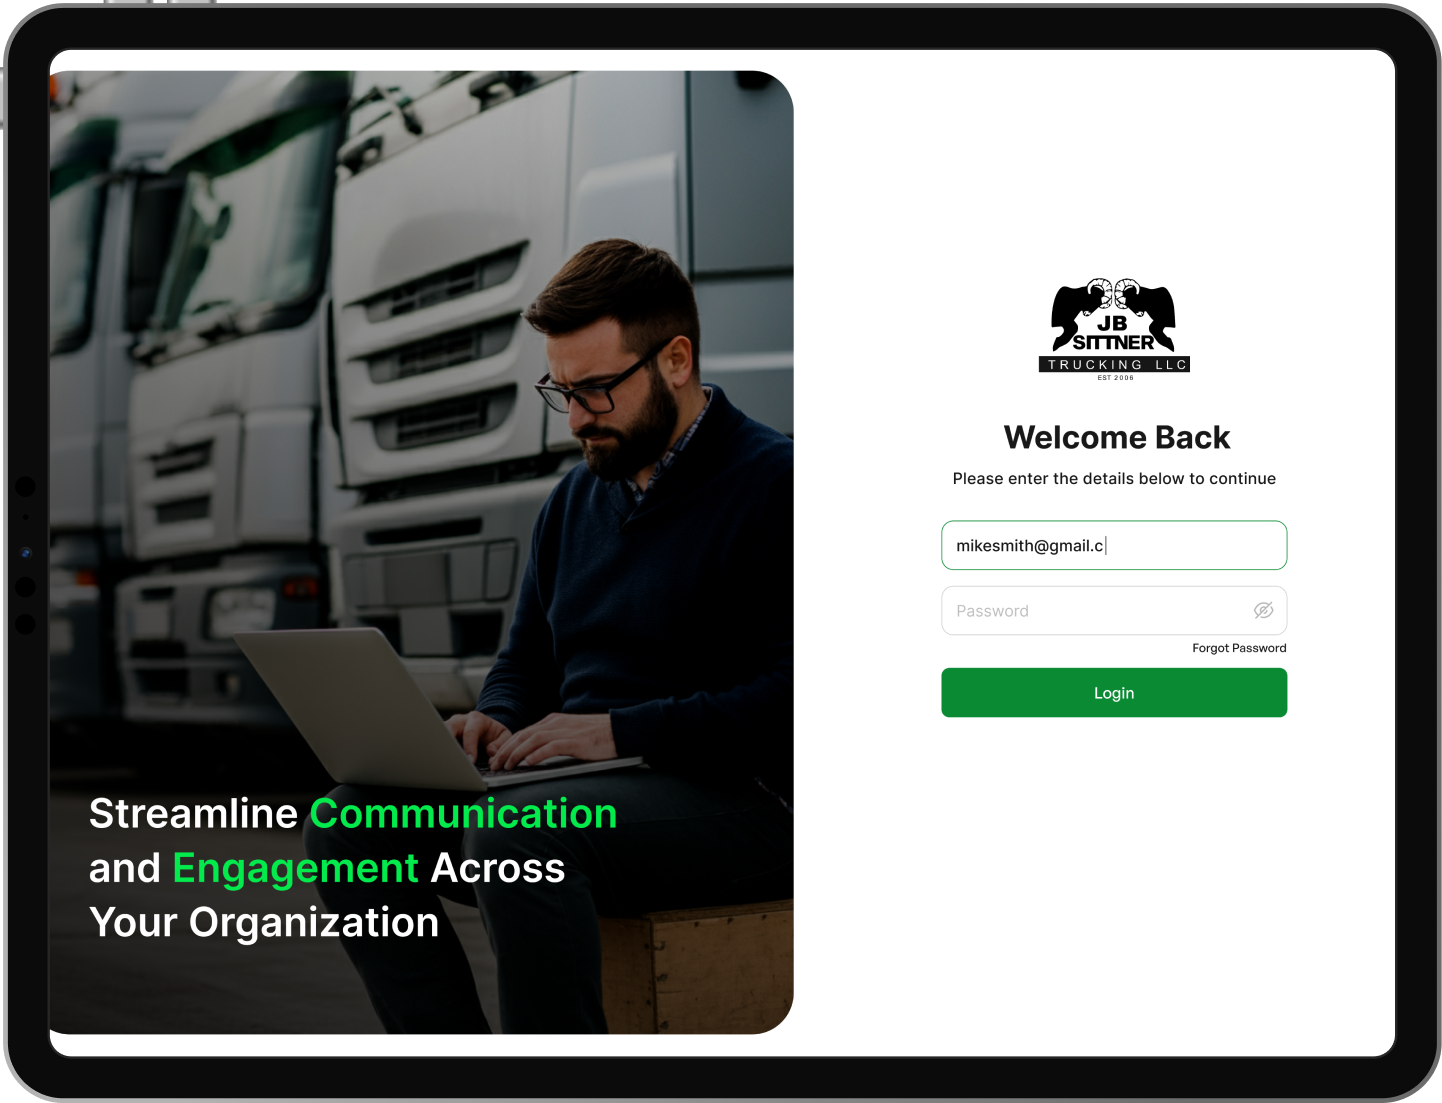 Streamline Communication
and Engagement Across
Your Organization
JB
SITTNER
TRUCKING LLC
EST 2006
Welcome Back
Please enter the details below to continue
mikesmith@gmail.c
Password
Forgot Password
Login